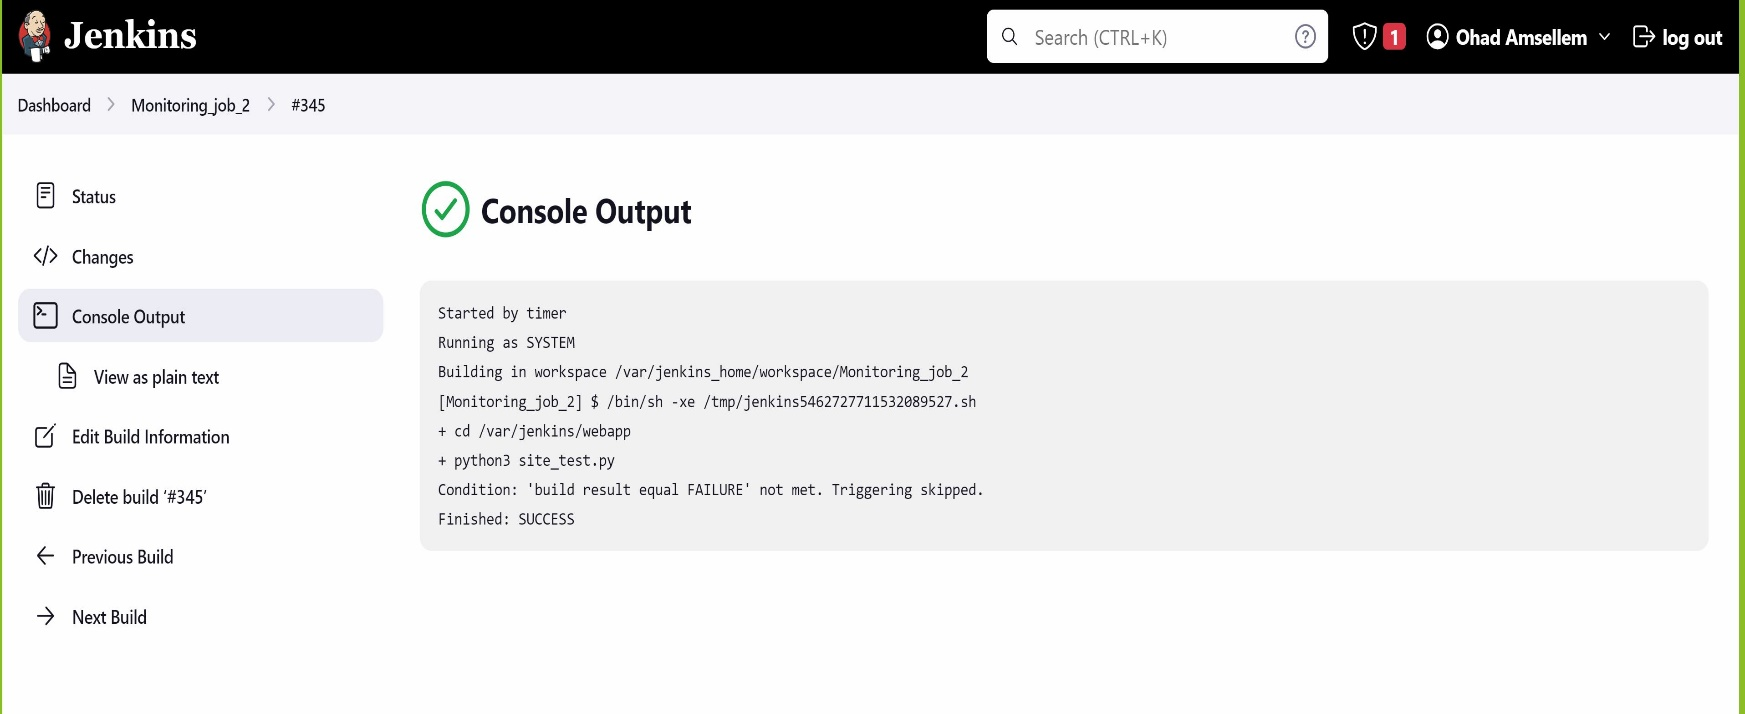 Jenkins
Search (CTRL+K)
1
Ohad Amsellem
log out
Dashboard
Monitoring_job_2
#345
Status
Changes
Console Output
View as plain text
Edit Build Information
Delete build ‘#345’
Previous Build
Next Build
Console Output
Started by timer
Running as SYSTEM
Building in workspace /var/jenkins_home/workspace/Monitoring_job_2
[Monitoring_job_2] $ /bin/sh -xe /tmp/jenkins5462727711532089527.sh
+ cd /var/jenkins/webapp
+ python3 site_test.py
Condition: 'build result equal FAILURE' not met. Triggering skipped.
Finished: SUCCESS